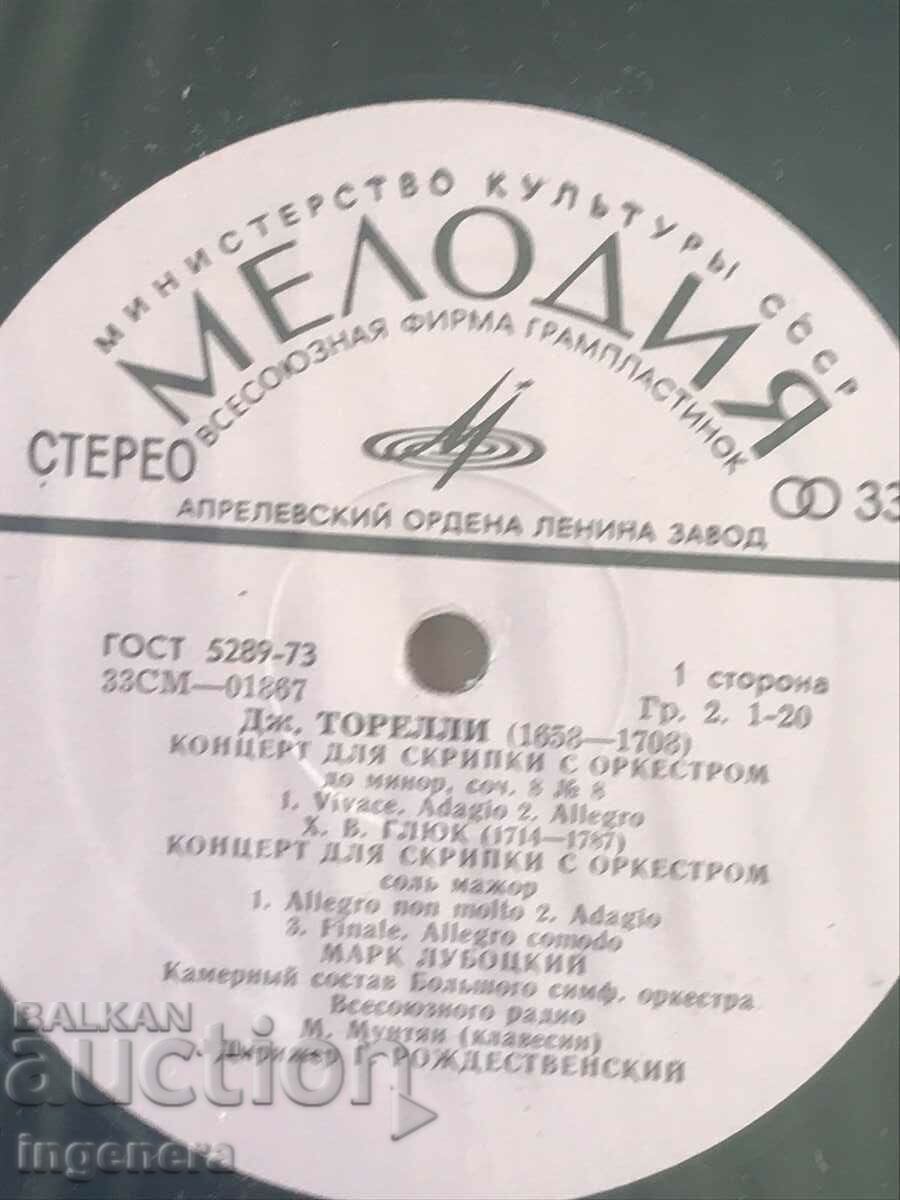 МИНИСТЕРСТВО КУЛЬТУРЫ СССР
МЕЛОДИЯ
ВСЕСОЮЗНАЯ ФИРМА ГРАМПЛАСТИНОК
СТЕРЕО
33
АПРЕЛЕВСКИЙ ОРДЕНА ЛЕНИНА ЗАВОД
ГОСТ 5289-73
33СМ—01867
1 сторона
Гр. 2. 1-20
Дж. ТОРЕЛЛИ (1658—1708)
КОНЦЕРТ ДЛЯ СКРИПКИ С ОРКЕСТРОМ
до минор, соч. 8 № 8
1. Vivace. Adagio 2. Allegro
Х. В. ГЛЮК (1714—1787)
КОНЦЕРТ ДЛЯ СКРИПКИ С ОРКЕСТРОМ
соль мажор
1. Allegro non molto 2. Adagio
3. Finale. Allegro comodo
МАРК ЛУБОЦКИЙ
Камерный состав Большого симф. оркестра
Всесоюзного радио
М. Мунтян (клавесин)
Дирижер Г. РОЖДЕСТВЕНСКИЙ
BALKAN
auction
ingenera